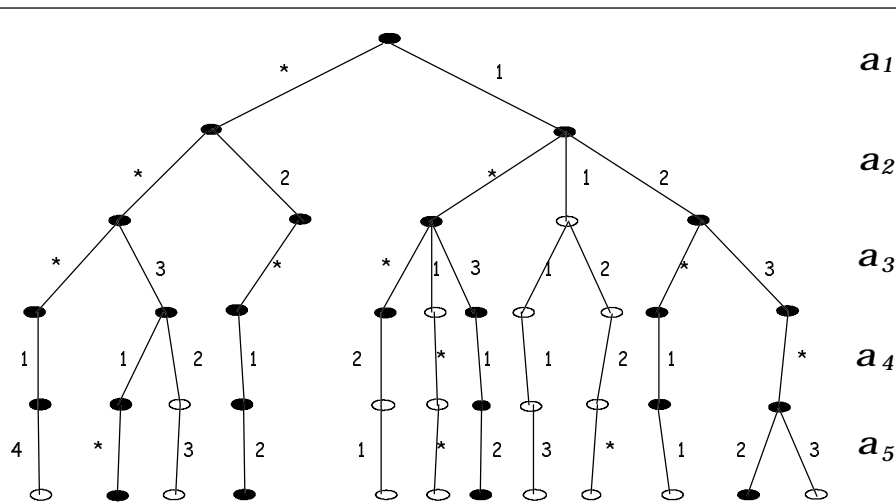 * 1 a1
* 2 * 1 2 a2
* 3 * * 1 3 1 2 * 3 a3
1 1 2 1 2 * 1 1 2 1 * a4
4 * 3 2 1 * 2 3 * 1 2 3 a5